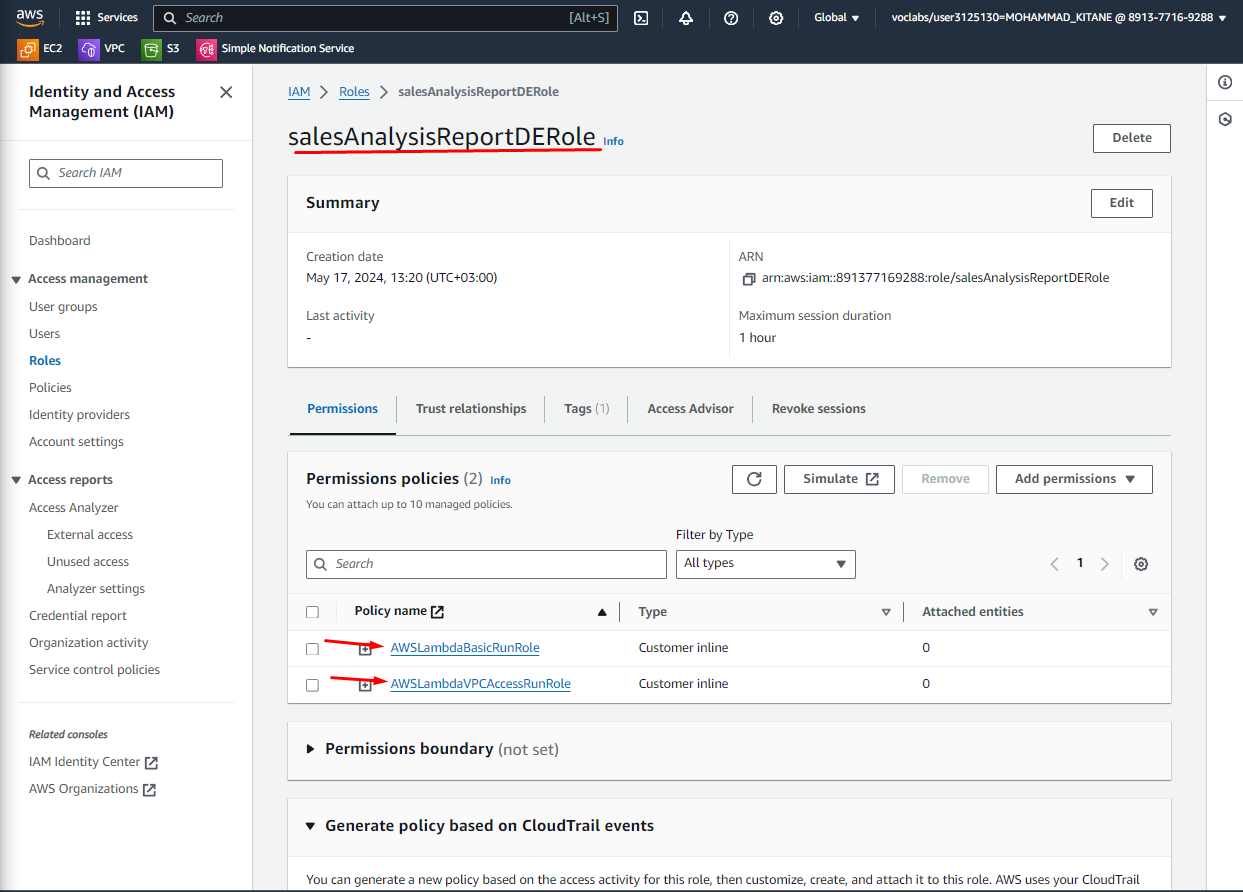 aws
Services
Search
[Alt+S]
Global
voclabs/user3125130=MOHAMMAD_KITANE @ 8913-7716-9288
EC2
VPC
S3
Simple Notification Service
Identity and Access
Management (IAM)
Search IAM
Dashboard
Access management
User groups
Users
Roles
Policies
Identity providers
Account settings
Access reports
Access Analyzer
External access
Unused access
Analyzer settings
Credential report
Organization activity
Service control policies
Related consoles
IAM Identity Center
AWS Organizations
IAM
Roles
salesAnalysisReportDERole
salesAnalysisReportDERole Info
Delete
Summary
Edit
Creation date
May 17, 2024, 13:20 (UTC+03:00)
ARN
arn:aws:iam::891377169288:role/salesAnalysisReportDERole
Last activity
-
Maximum session duration
1 hour
Permissions
Trust relationships
Tags (1)
Access Advisor
Revoke sessions
Permissions policies (2) Info
You can attach up to 10 managed policies.
Simulate
Remove
Add permissions
Filter by Type
Search
All types
1
Policy name
Type
Attached entities
AWSLambdaBasicRunRole
Customer inline
0
AWSLambdaVPCAccessRunRole
Customer inline
0
Permissions boundary (not set)
Generate policy based on CloudTrail events
You can generate a new policy based on the access activity for this role, then customize, create, and attach it to this role. AWS uses your CloudTrail